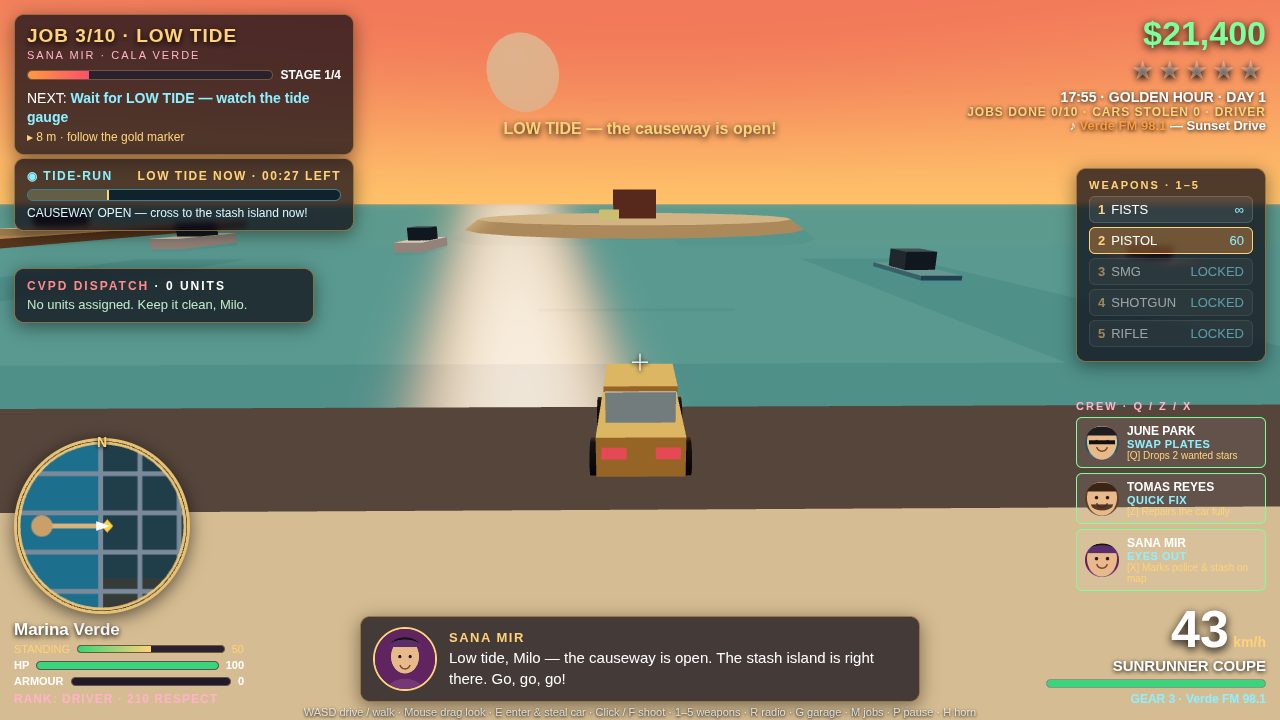 JOB 3/10 · LOW TIDE
SANA MIR · CALA VERDE
STAGE 1/4
NEXT: Wait for LOW TIDE — watch the tide
gauge
▸ 8 m · follow the gold marker
◉ TIDE-RUN LOW TIDE NOW · 00:27 LEFT
CAUSEWAY OPEN — cross to the stash island now!
CVPD DISPATCH · 0 UNITS
No units assigned. Keep it clean, Milo.
LOW TIDE — the causeway is open!
$21,400
★★★★★
17:55 · GOLDEN HOUR · DAY 1
JOBS DONE 0/10 · CARS STOLEN 0 · DRIVER
♪ Verde FM 98.1 — Sunset Drive
WEAPONS · 1–5
1 FISTS ∞
2 PISTOL 60
3 SMG LOCKED
4 SHOTGUN LOCKED
5 RIFLE LOCKED
CREW · Q / Z / X
JUNE PARK
SWAP PLATES
[Q] Drops 2 wanted stars
TOMAS REYES
QUICK FIX
[Z] Repairs the car fully
SANA MIR
EYES OUT
[X] Marks police & stash on
map
N
Marina Verde
STANDING 50
HP 100
ARMOUR 0
RANK: DRIVER · 210 RESPECT
SANA MIR
Low tide, Milo — the causeway is open. The stash island is right
there. Go, go, go!
43 km/h
SUNRUNNER COUPE
GEAR 3 · Verde FM 98.1
WASD drive / walk · Mouse drag look · E enter & steal car · Click / F shoot · 1–5 weapons · R radio · G garage · M jobs · P pause · H horn